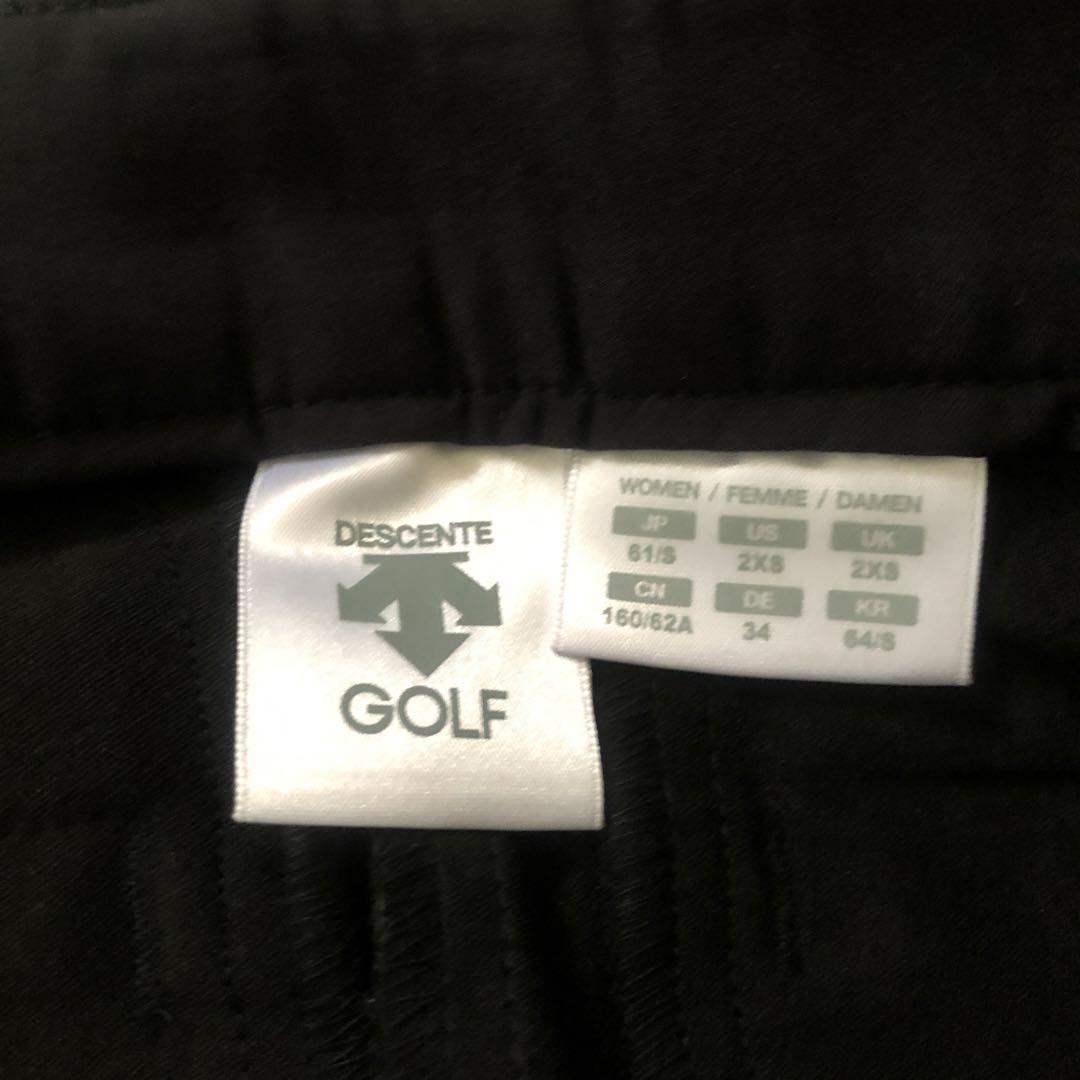 DESCENTE
GOLF
WOMEN / FEMME / DAMEN
JP US UK
61/S 2XS 2XS
CN DE KR
160/62A 34 64/S